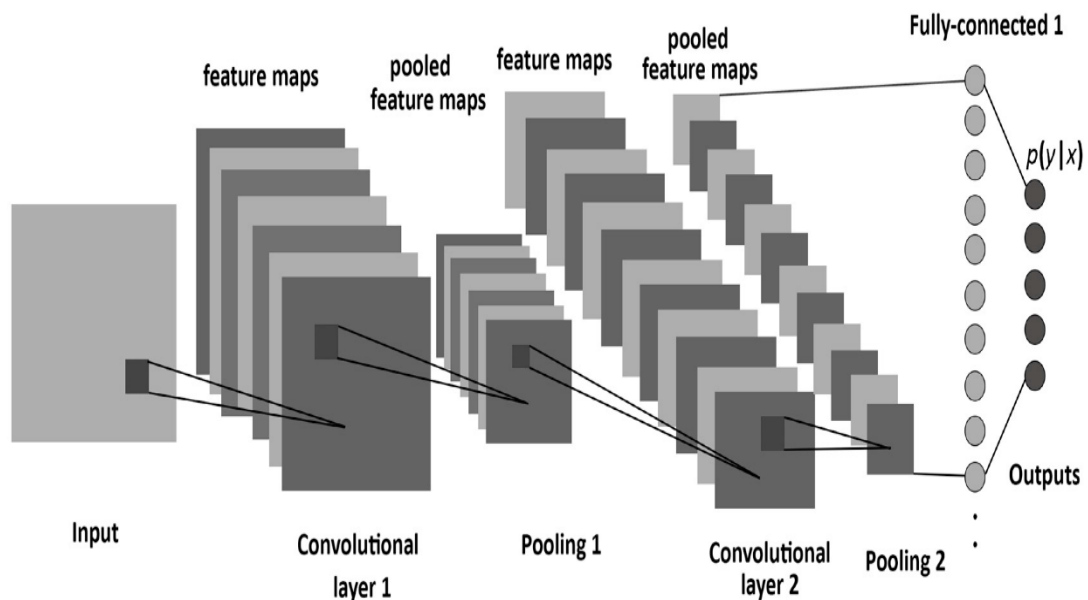 feature maps
pooled
feature maps
feature maps
pooled
feature maps
Fully-connected 1
p(y|x)
Outputs
Input
Convolutional
layer 1
Pooling 1
Convolutional
layer 2
Pooling 2